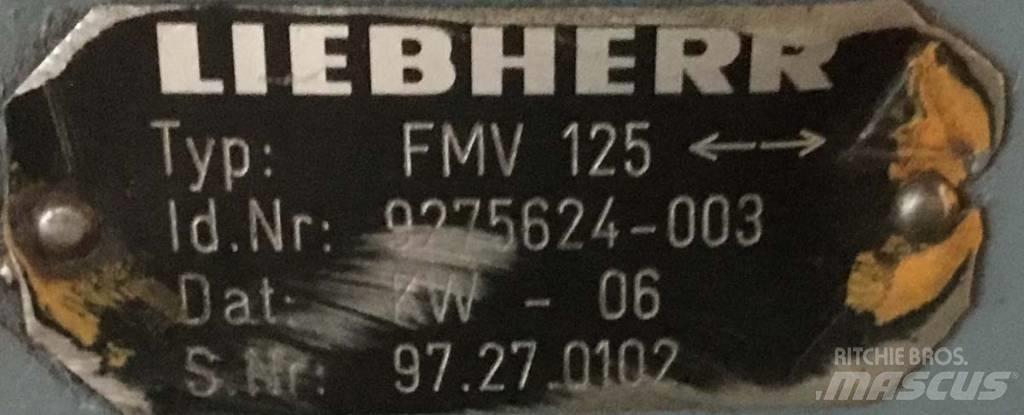 LIEBHERR
Typ: FMV 125 ←→
Id.Nr: 9275624-003
Dat. KW - 06
S.Nr: 97.27.0102
RITCHIE BROS.
MASCUS